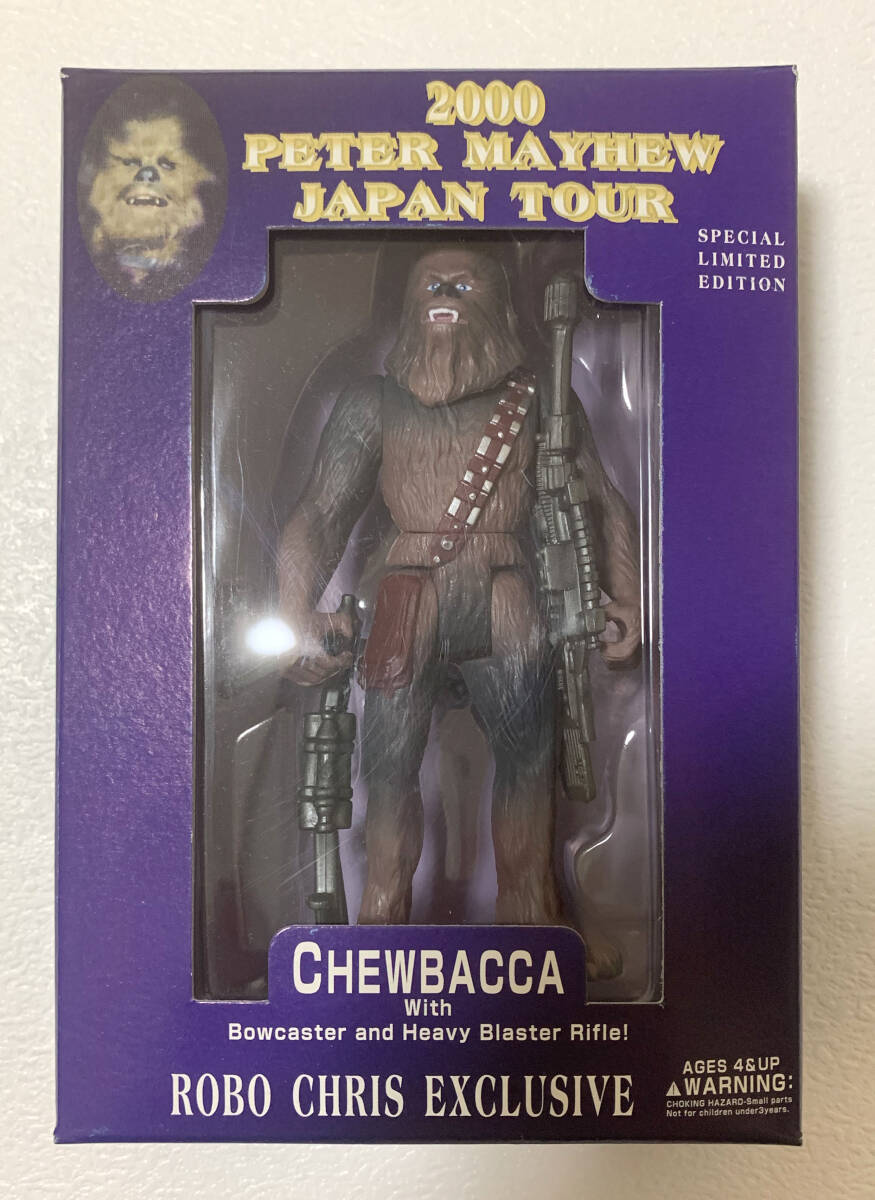 2000
PETER MAYHEW
JAPAN TOUR
SPECIAL
LIMITED
EDITION
CHEWBACCA
With
Bowcaster and Heavy Blaster Rifle!
ROBO CHRIS EXCLUSIVE
AGES 4&UP
⚠WARNING:
CHOKING HAZARD-Small parts
Not for children under3years.